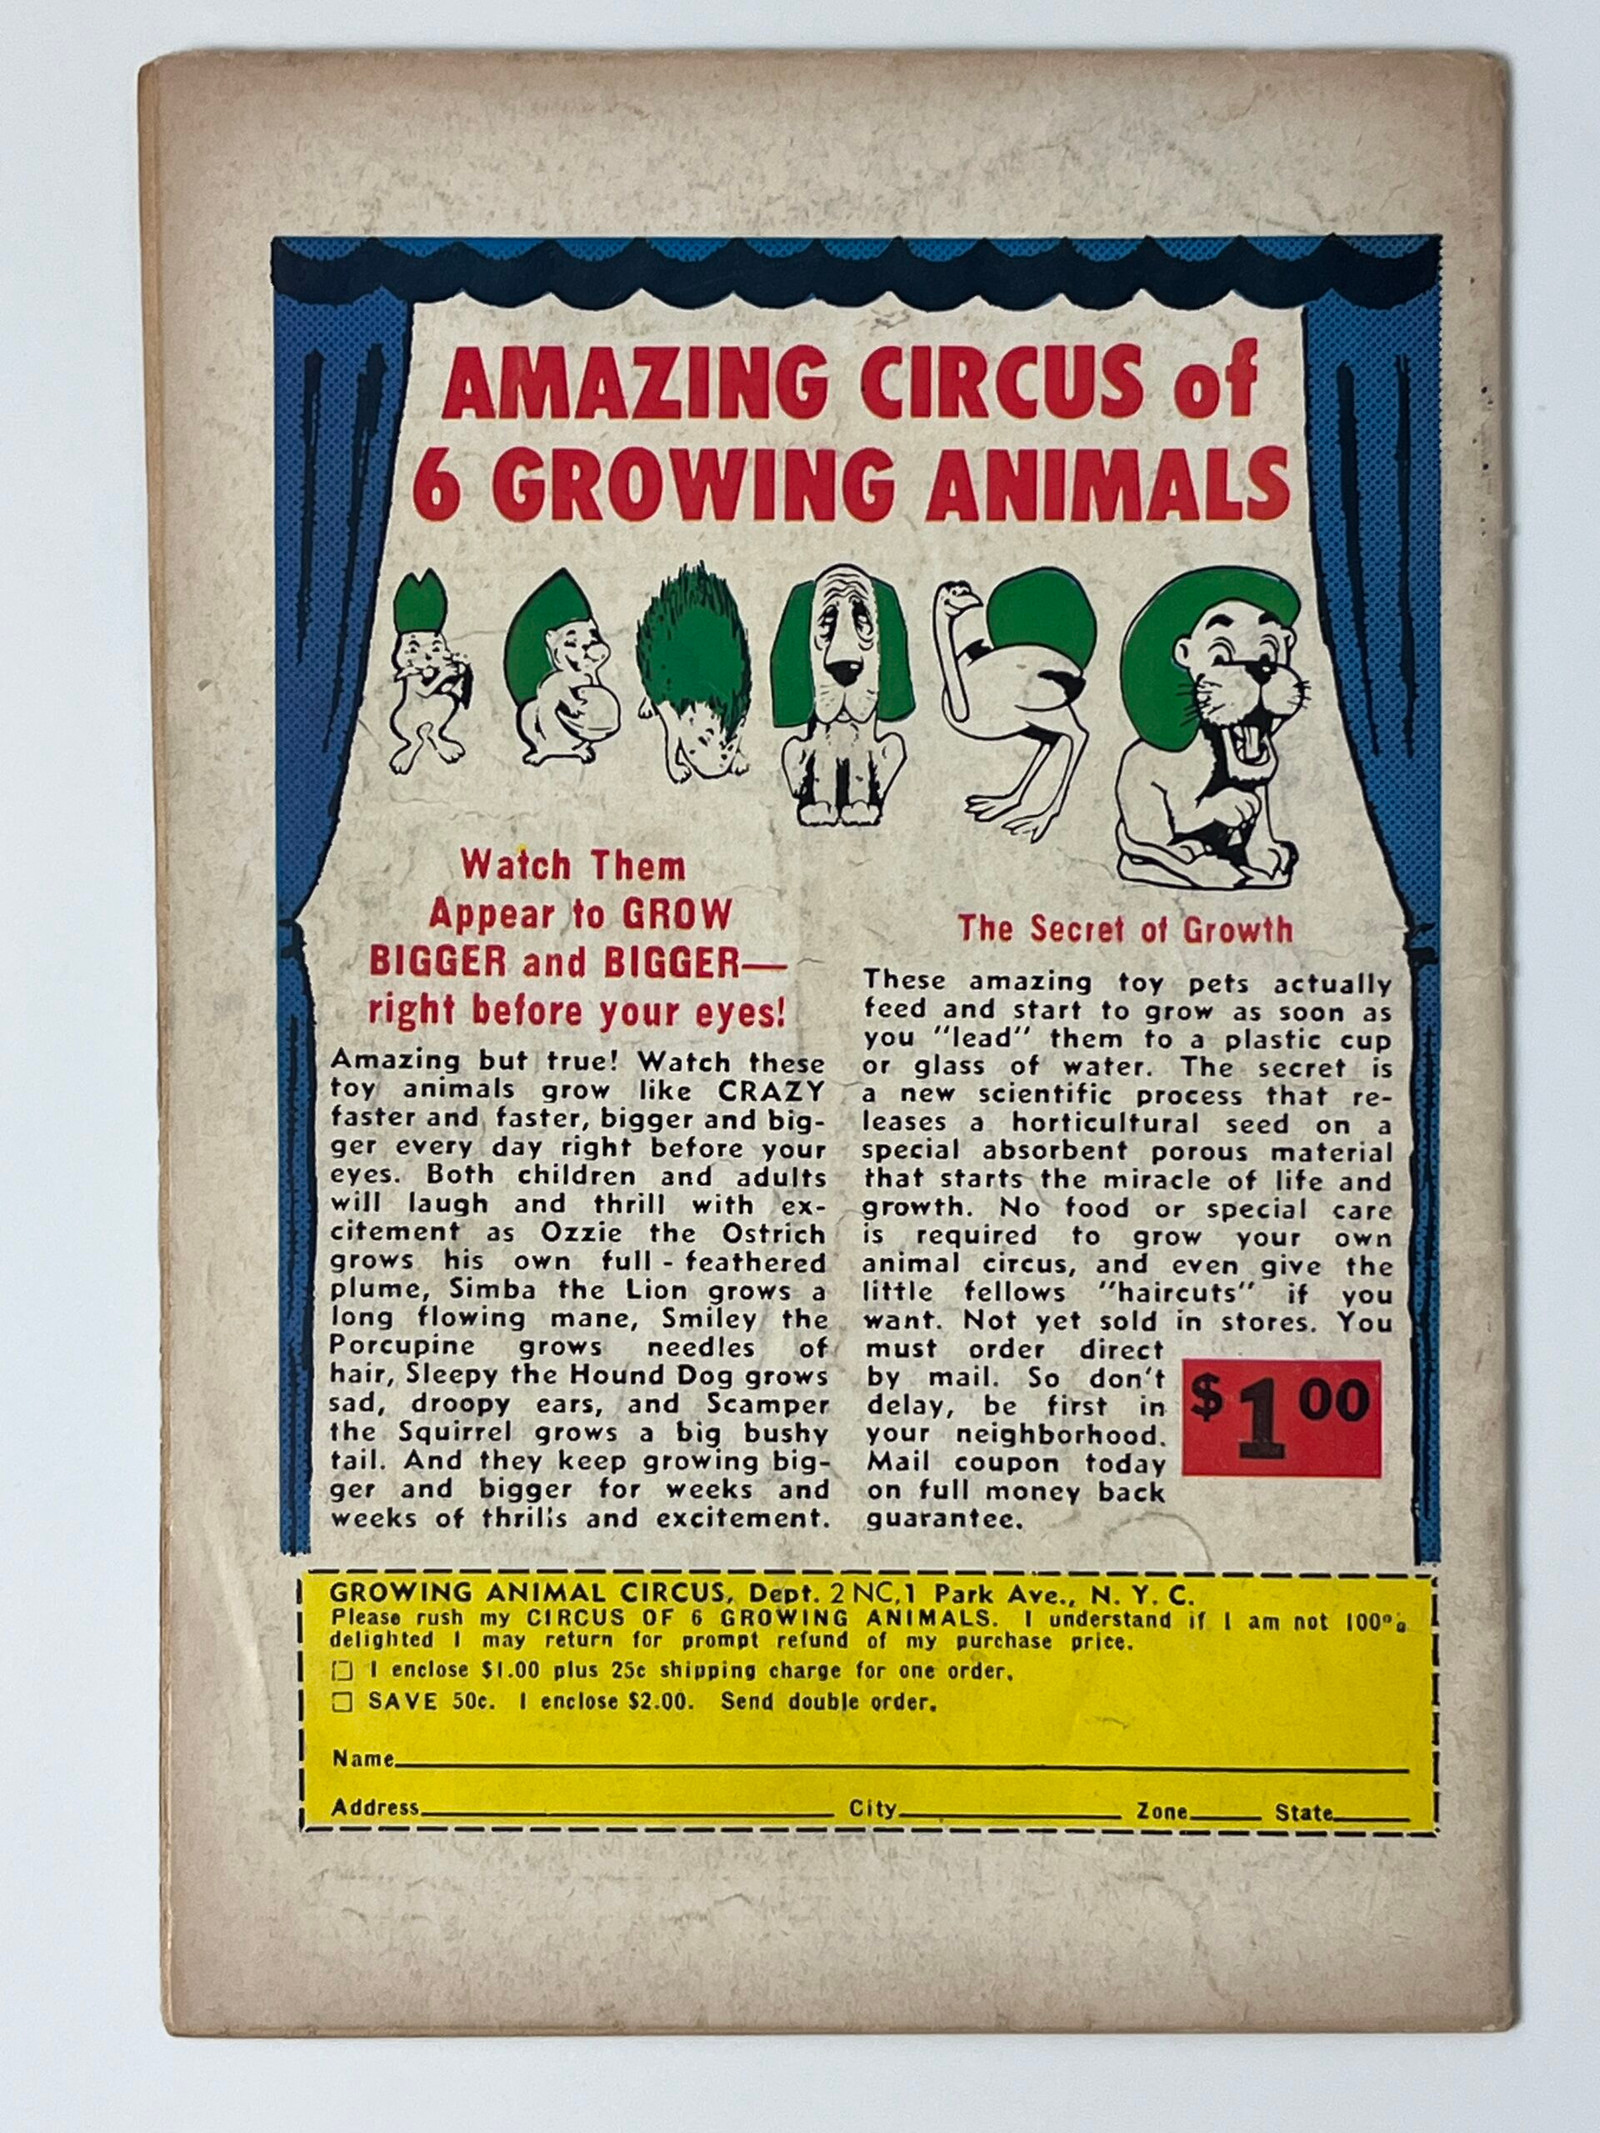 AMAZING CIRCUS of
6 GROWING ANIMALS
Watch Them
Appear to GROW
BIGGER and BIGGER—
right before your eyes!
Amazing but true! Watch these
toy animals grow like CRAZY
faster and faster, bigger and big-
ger every day right before your
eyes. Both children and adults
will laugh and thrill with ex-
citement as Ozzie the Ostrich
grows his own full - feathered
plume, Simba the Lion grows a
long flowing mane, Smiley the
Porcupine grows needles of
hair, Sleepy the Hound Dog grows
sad, droopy ears, and Scamper
the Squirrel grows a big bushy
tail. And they keep growing big-
ger and bigger for weeks and
weeks of thrills and excitement.
The Secret of Growth
These amazing toy pets actually
feed and start to grow as soon as
you "lead" them to a plastic cup
or glass of water. The secret is
a new scientific process that re-
leases a horticultural seed on a
special absorbent porous material
that starts the miracle of life and
growth. No food or special care
is required to grow your own
animal circus, and even give the
little fellows "haircuts" if you
want. Not yet sold in stores. You
must order direct
by mail. So don't
delay, be first in
your neighborhood.
Mail coupon today
on full money back
guarantee.
$1 00
GROWING ANIMAL CIRCUS, Dept. 2NC,1 Park Ave., N. Y. C.
Please rush my CIRCUS OF 6 GROWING ANIMALS. I understand if I am not 100%
delighted I may return for prompt refund of my purchase price.
□ I enclose $1.00 plus 25c shipping charge for one order.
□ SAVE 50c. I enclose $2.00. Send double order.
Name
Address City Zone State